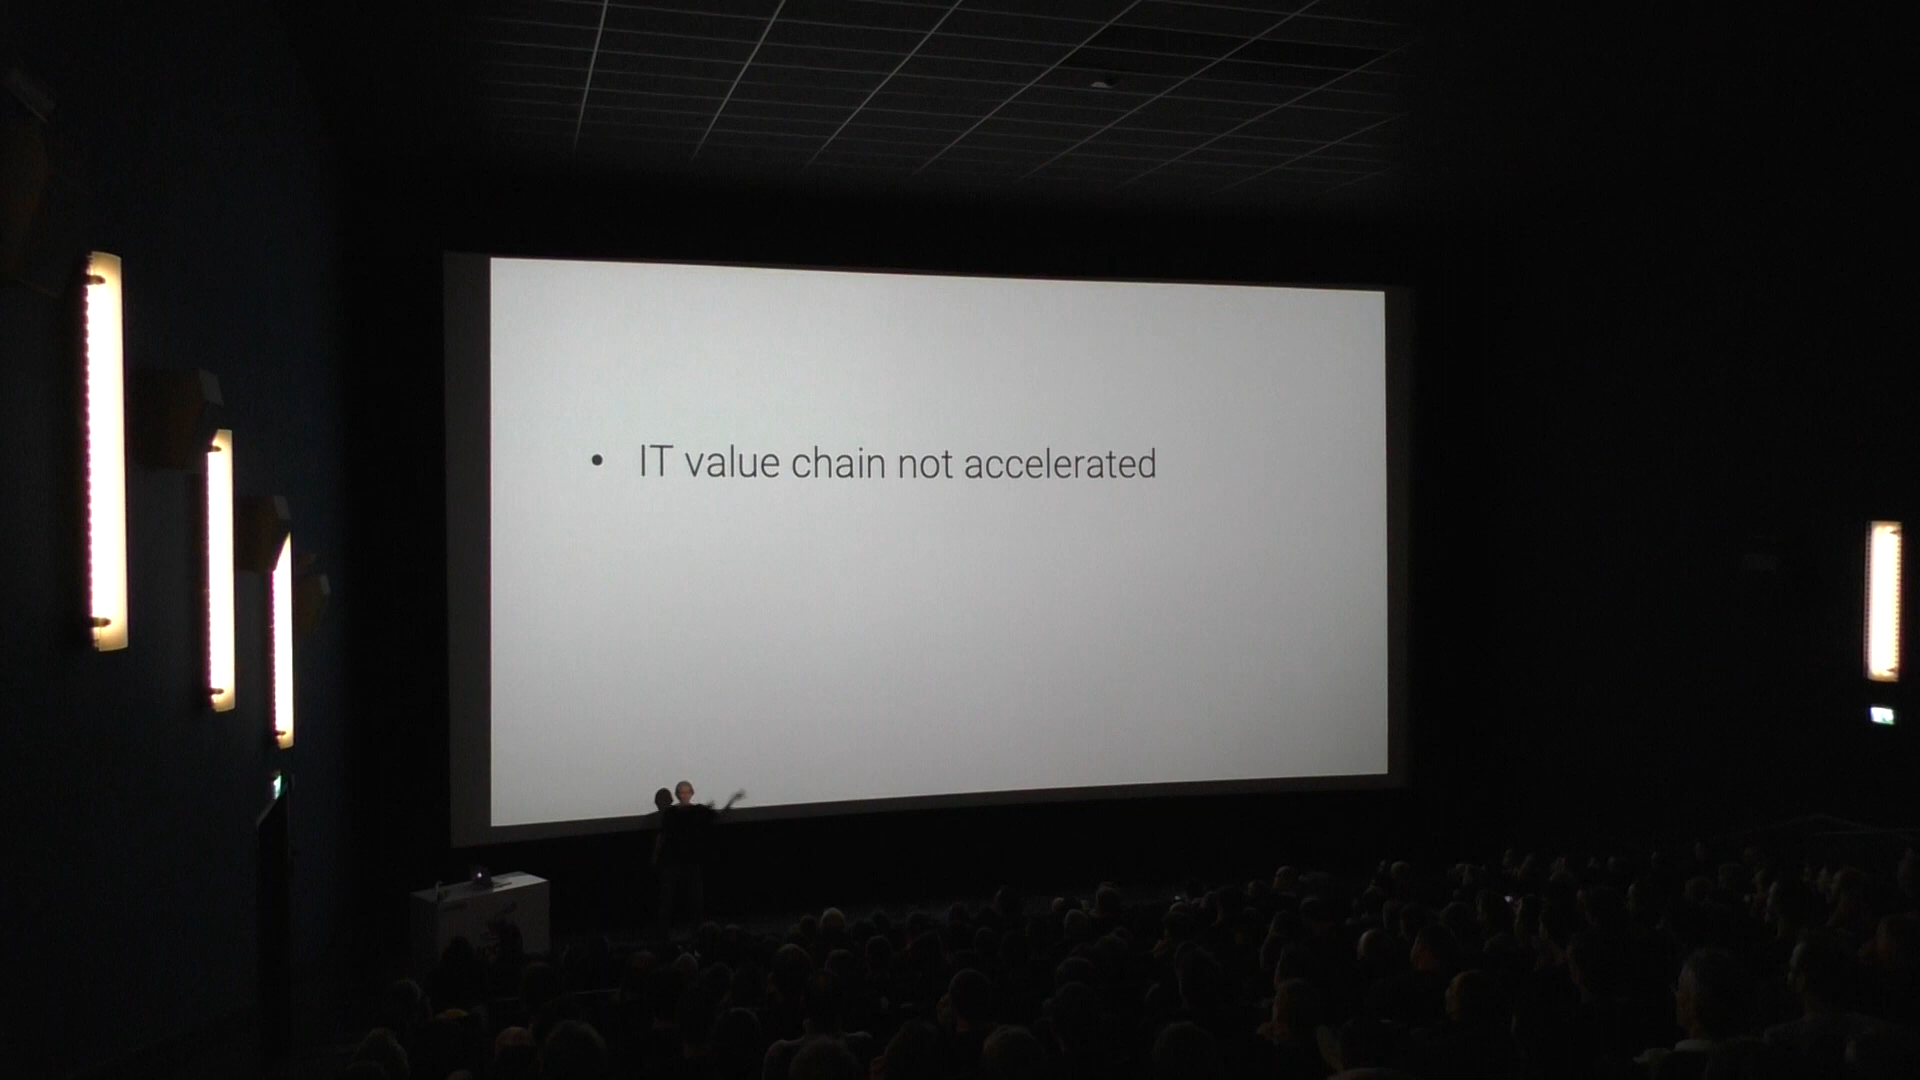 • IT value chain not accelerated